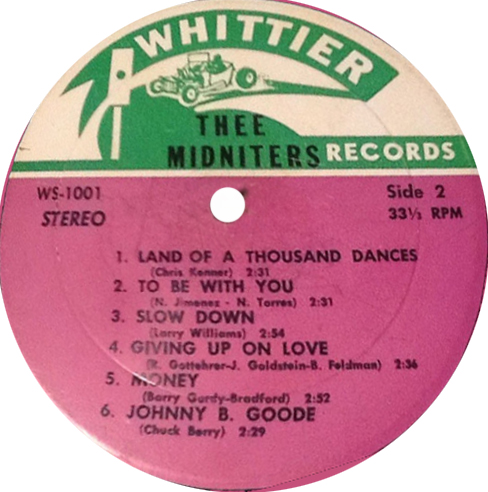 WHITTIER
THEE
MIDNITERS RECORDS
WS-1001 Side 2
STEREO 33⅓ RPM
1. LAND OF A THOUSAND DANCES
(Chris Kenner) 2:31
2. TO BE WITH YOU
(N. Jimenez - N. Torres) 2:31
3. SLOW DOWN
(Larry Williams) 2:54
4. GIVING UP ON LOVE
(R. Gottehrer-J. Goldstein-B. Feldman) 2:36
5. MONEY
(Barry Gordy-Bradford) 2:52
6. JOHNNY B. GOODE
(Chuck Berry) 2:29